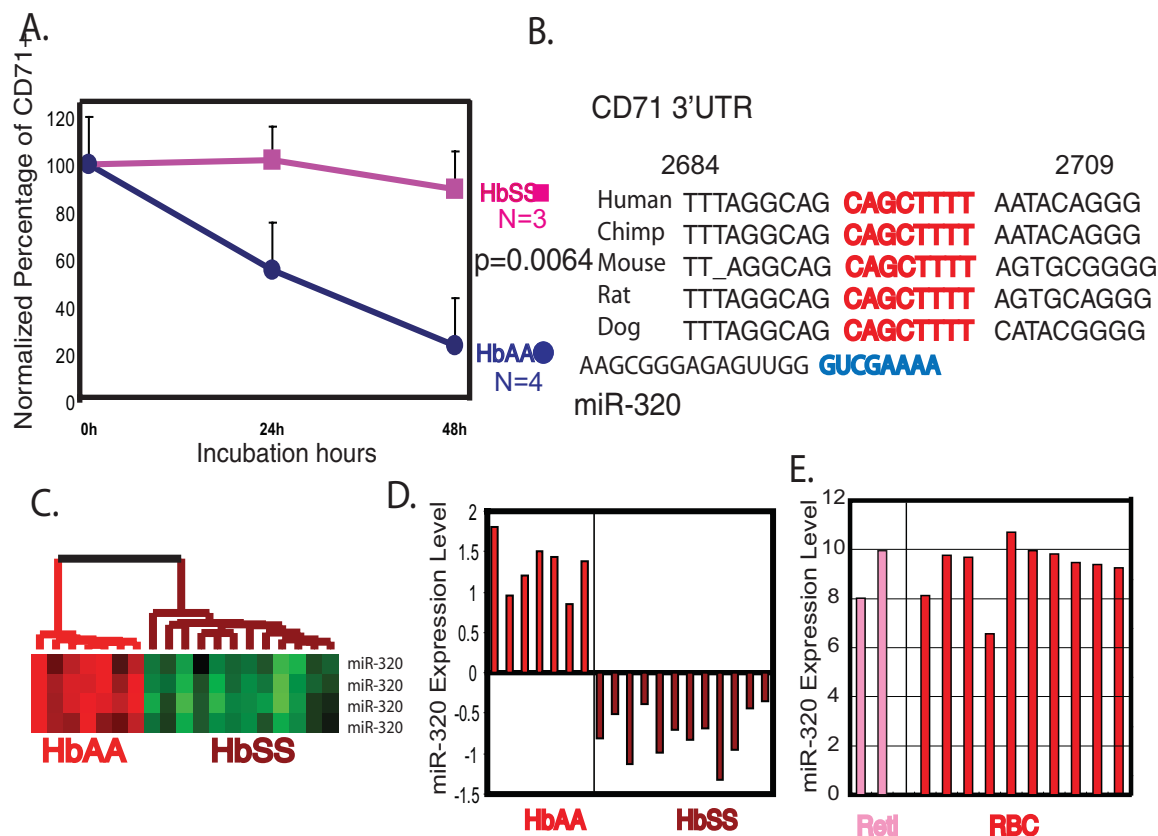 A.
Normalized Percentage of CD71+
120
100
80
60
40
20
0
0h 24h 48h
Incubation hours
HbSS
N=3
p=0.0064
HbAA
N=4
B.
CD71 3'UTR
2684 2709
Human TTTAGGCAG CAGCTTTT AATACAGGG
Chimp TTTAGGCAG CAGCTTTT AATACAGGG
Mouse TT_AGGCAG CAGCTTTT AGTGCGGGG
Rat TTTAGGCAG CAGCTTTT AGTGCAGGG
Dog TTTAGGCAG CAGCTTTT CATACGGGG
AAGCGGGAGAGUUGG GUCGAAAA
miR-320
C.
miR-320
miR-320
miR-320
miR-320
HbAA HbSS
D.
miR-320 Expression Level
2
1.5
1
0.5
0
-0.5
-1
-1.5
HbAA HbSS
E.
miR-320 Expression Level
12
10
8
6
4
2
0
Reti RBC